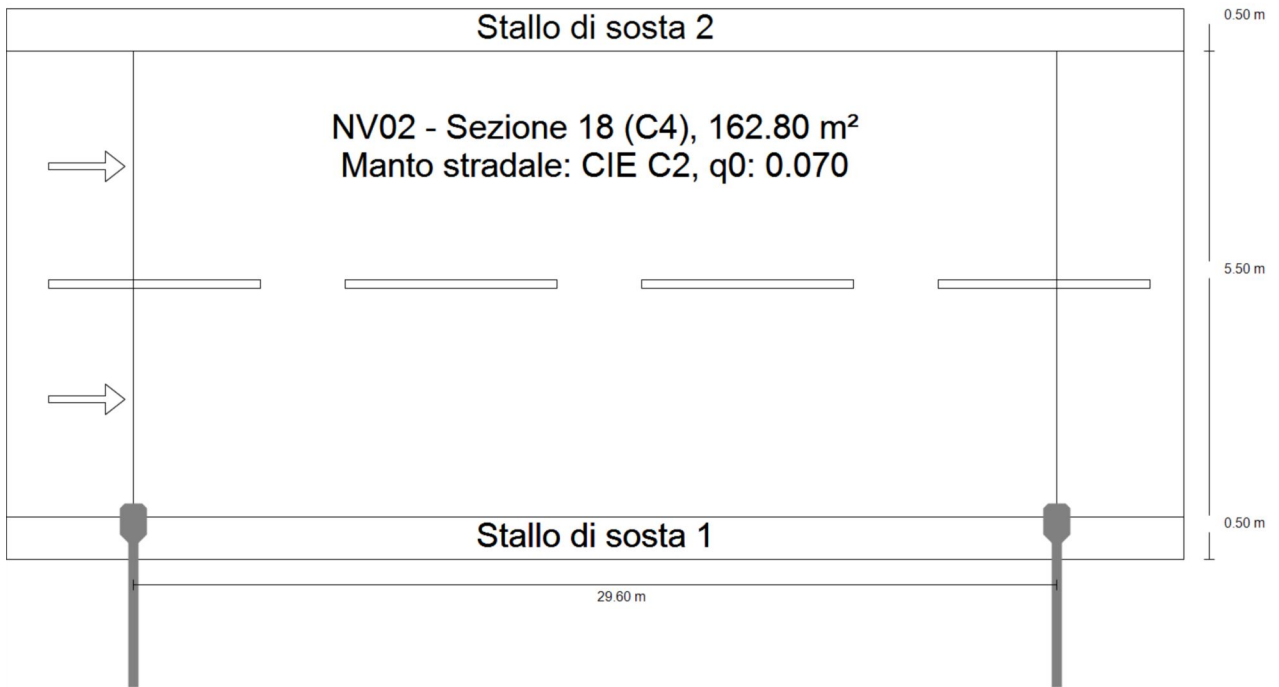 0.50 m
Stallo di sosta 2
NV02 - Sezione 18 (C4), 162.80 m²
Manto stradale: CIE C2, q0: 0.070
5.50 m
Stallo di sosta 1
0.50 m
29.60 m